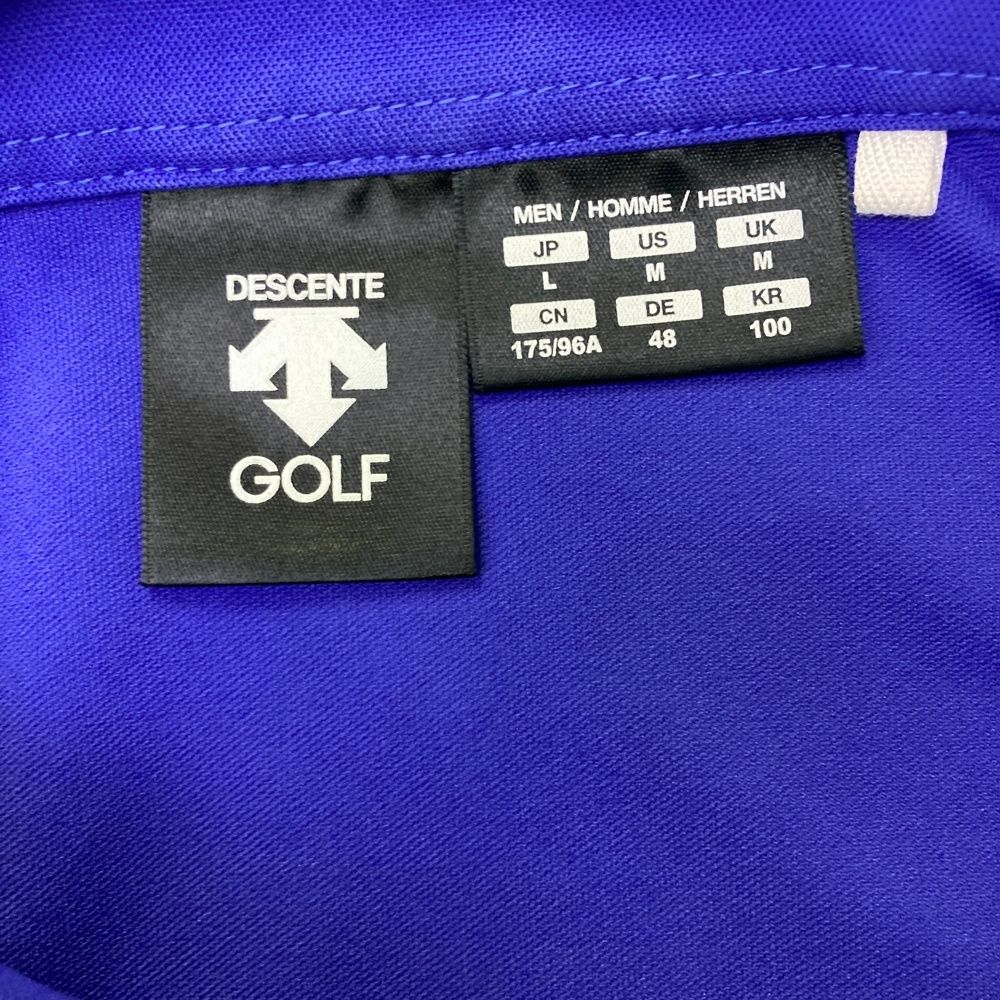 DESCENTE
GOLF
MEN / HOMME / HERREN
JP US UK
L M M
CN DE KR
175/96A 48 100